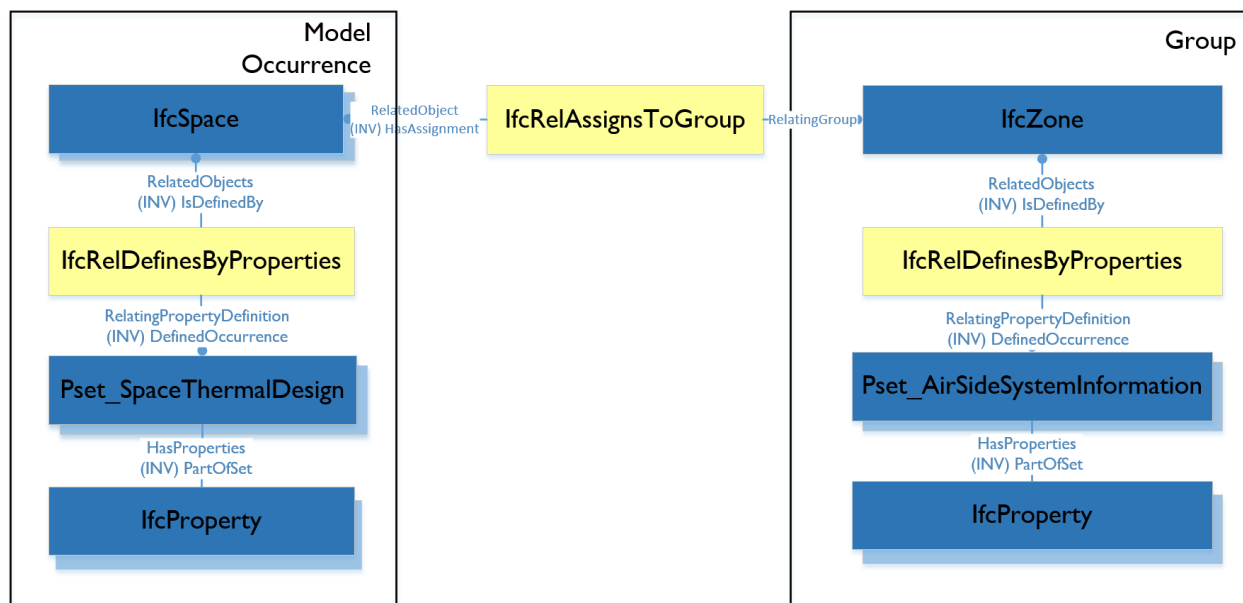 Model
Occurrence
IfcSpace
RelatedObjects
(INV) IsDefinedBy
IfcRelDefinesByProperties
RelatingPropertyDefinition
(INV) DefinedOccurrence
Pset_SpaceThermalDesign
HasProperties
(INV) PartOfSet
IfcProperty
RelatedObject
(INV) HasAssignment
IfcRelAssignsToGroup
RelatingGroup
Group
IfcZone
RelatedObjects
(INV) IsDefinedBy
IfcRelDefinesByProperties
RelatingPropertyDefinition
(INV) DefinedOccurrence
Pset_AirSideSystemInformation
HasProperties
(INV) PartOfSet
IfcProperty